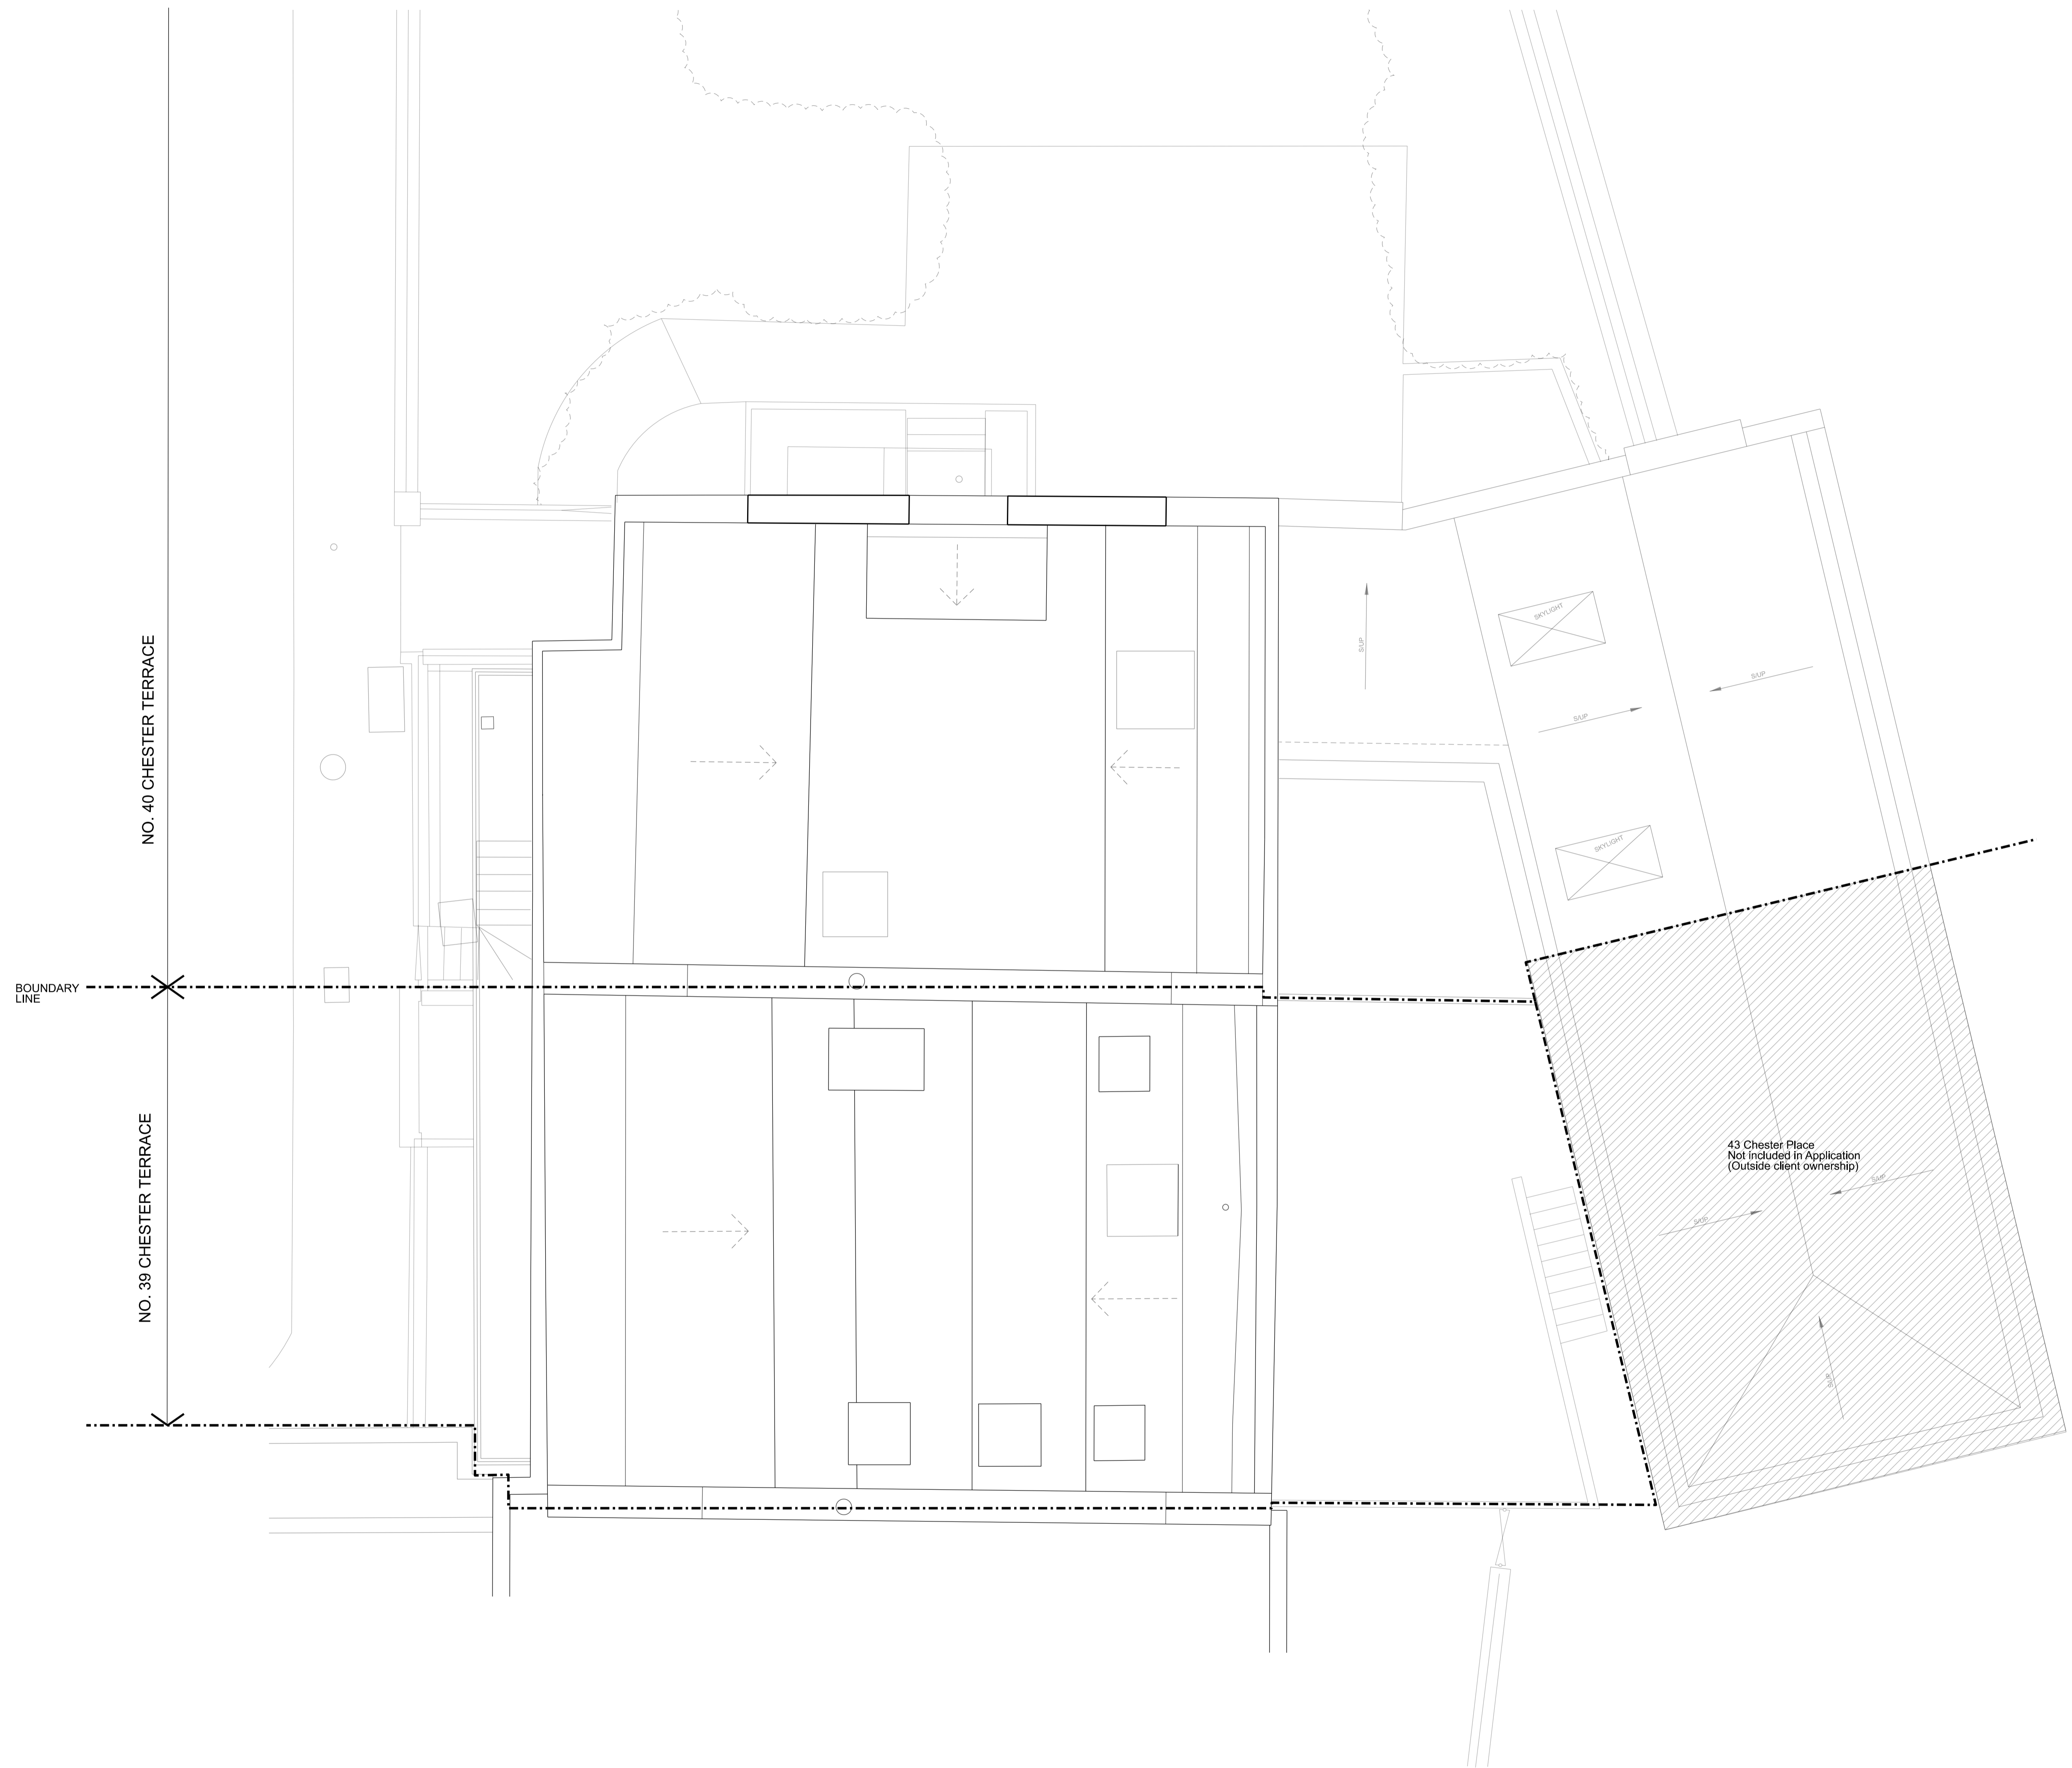 SKYLIGHT
S/UP
S/UP
S/UP
NO. 40 CHESTER TERRACE
SKYLIGHT
BOUNDARY
LINE
NO. 39 CHESTER TERRACE
43 Chester Place
Not included in Application
(Outside client ownership)
S/UP
S/UP
S/UP